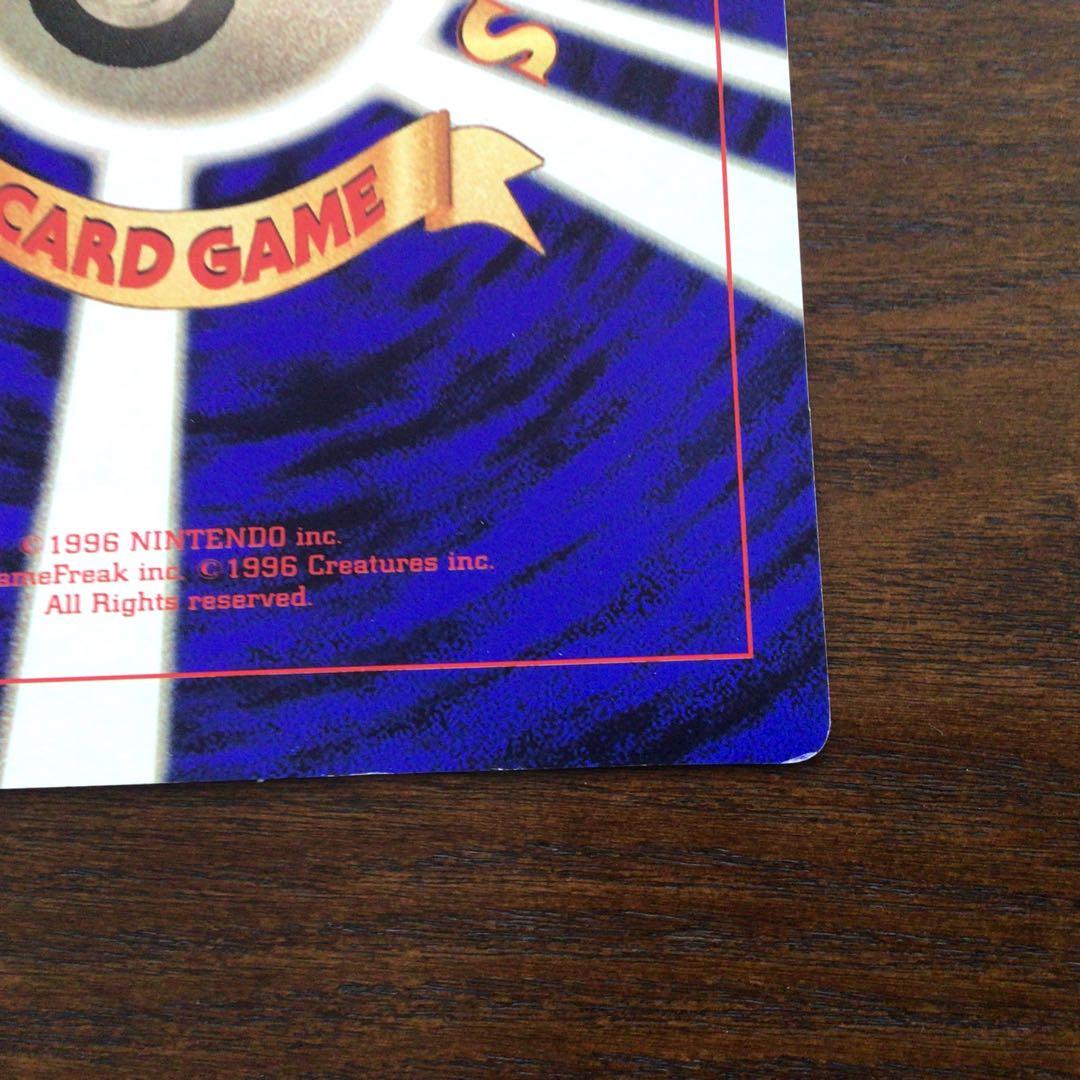 S
CARD GAME
©1996 NINTENDO inc.
ameFreak inc. ©1996 Creatures inc.
All Rights reserved.